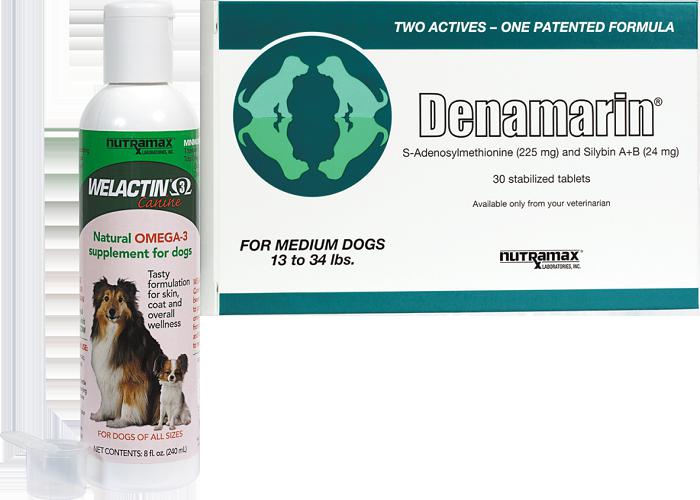 NUTRAMAX
LABORATORIES, INC.
WELACTIN 3
Canine
Natural OMEGA-3
supplement for dogs
Tasty
formulation
for skin,
coat and
overall
wellness
FOR DOGS OF ALL SIZES
NET CONTENTS: 8 fl. oz. (240 mL)
TWO ACTIVES – ONE PATENTED FORMULA
Denamarin®
S-Adenosylmethionine (225 mg) and Silybin A+B (24 mg)
30 stabilized tablets
Available only from your veterinarian
FOR MEDIUM DOGS
13 to 34 lbs.
NUTRAMAX®
LABORATORIES, INC.